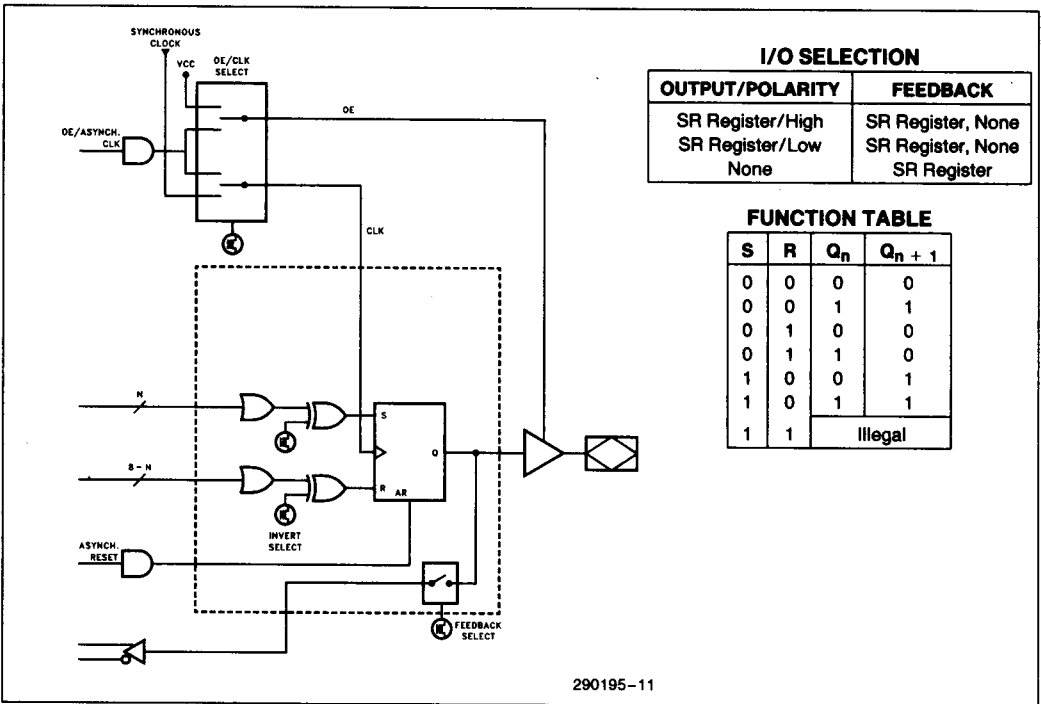 SYNCHRONOUS
CLOCK
VCC
OE/CLK
SELECT
OE
OE/ASYNCH.
CLK
CLK
N
S
Q
8 - N
R
AR
INVERT
SELECT
ASYNCH.
RESET
FEEDBACK
SELECT
I/O SELECTION
OUTPUT/POLARITY FEEDBACK
SR Register/High SR Register, None
SR Register/Low SR Register, None
None SR Register
FUNCTION TABLE
S R Qn Qn + 1
0 0 0 0
0 0 1 1
0 1 0 0
0 1 1 0
1 0 0 1
1 0 1 1
1 1 Illegal
290195-11